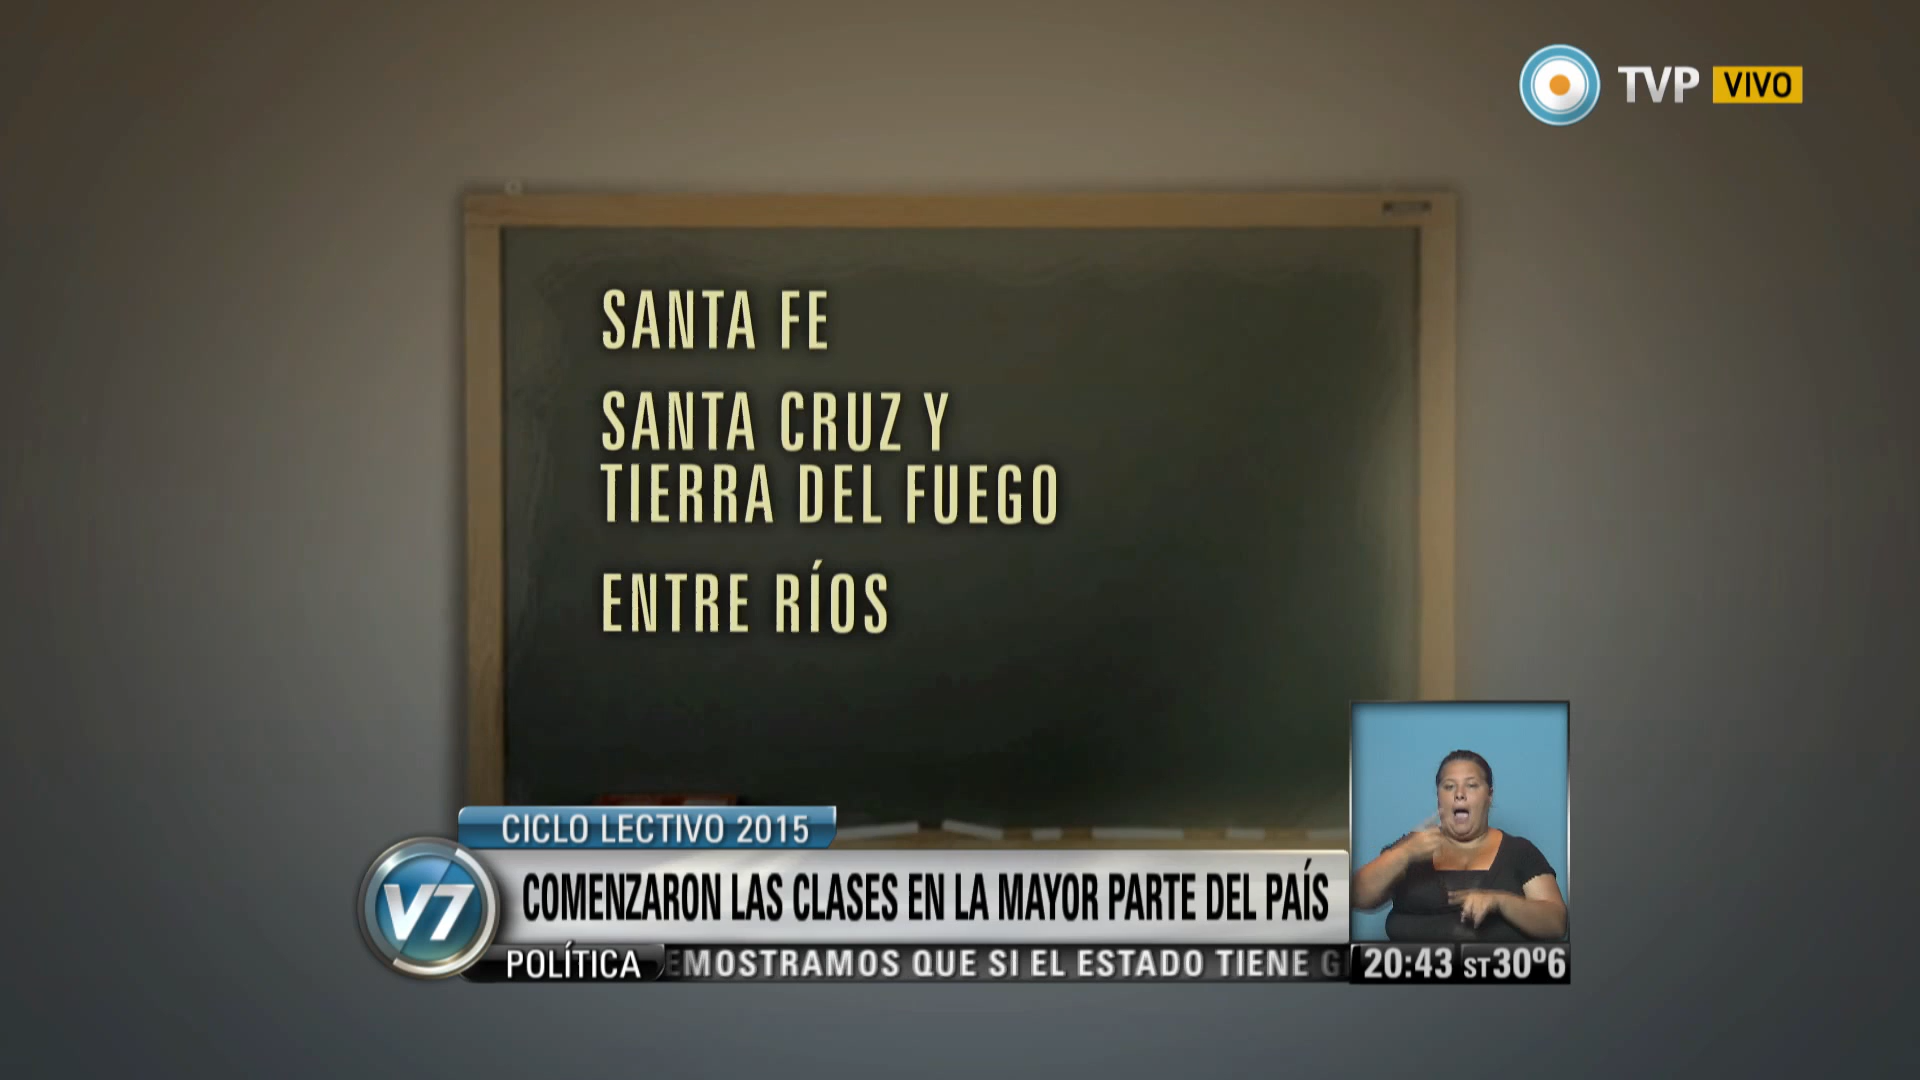 TVP VIVO
SANTA FE
SANTA CRUZ Y
TIERRA DEL FUEGO
ENTRE RÍOS
CICLO LECTIVO 2015
V7
COMENZARON LAS CLASES EN LA MAYOR PARTE DEL PAÍS
POLÍTICA
EMOSTRAMOS QUE SI EL ESTADO TIENE G
20:43 ST 30º6